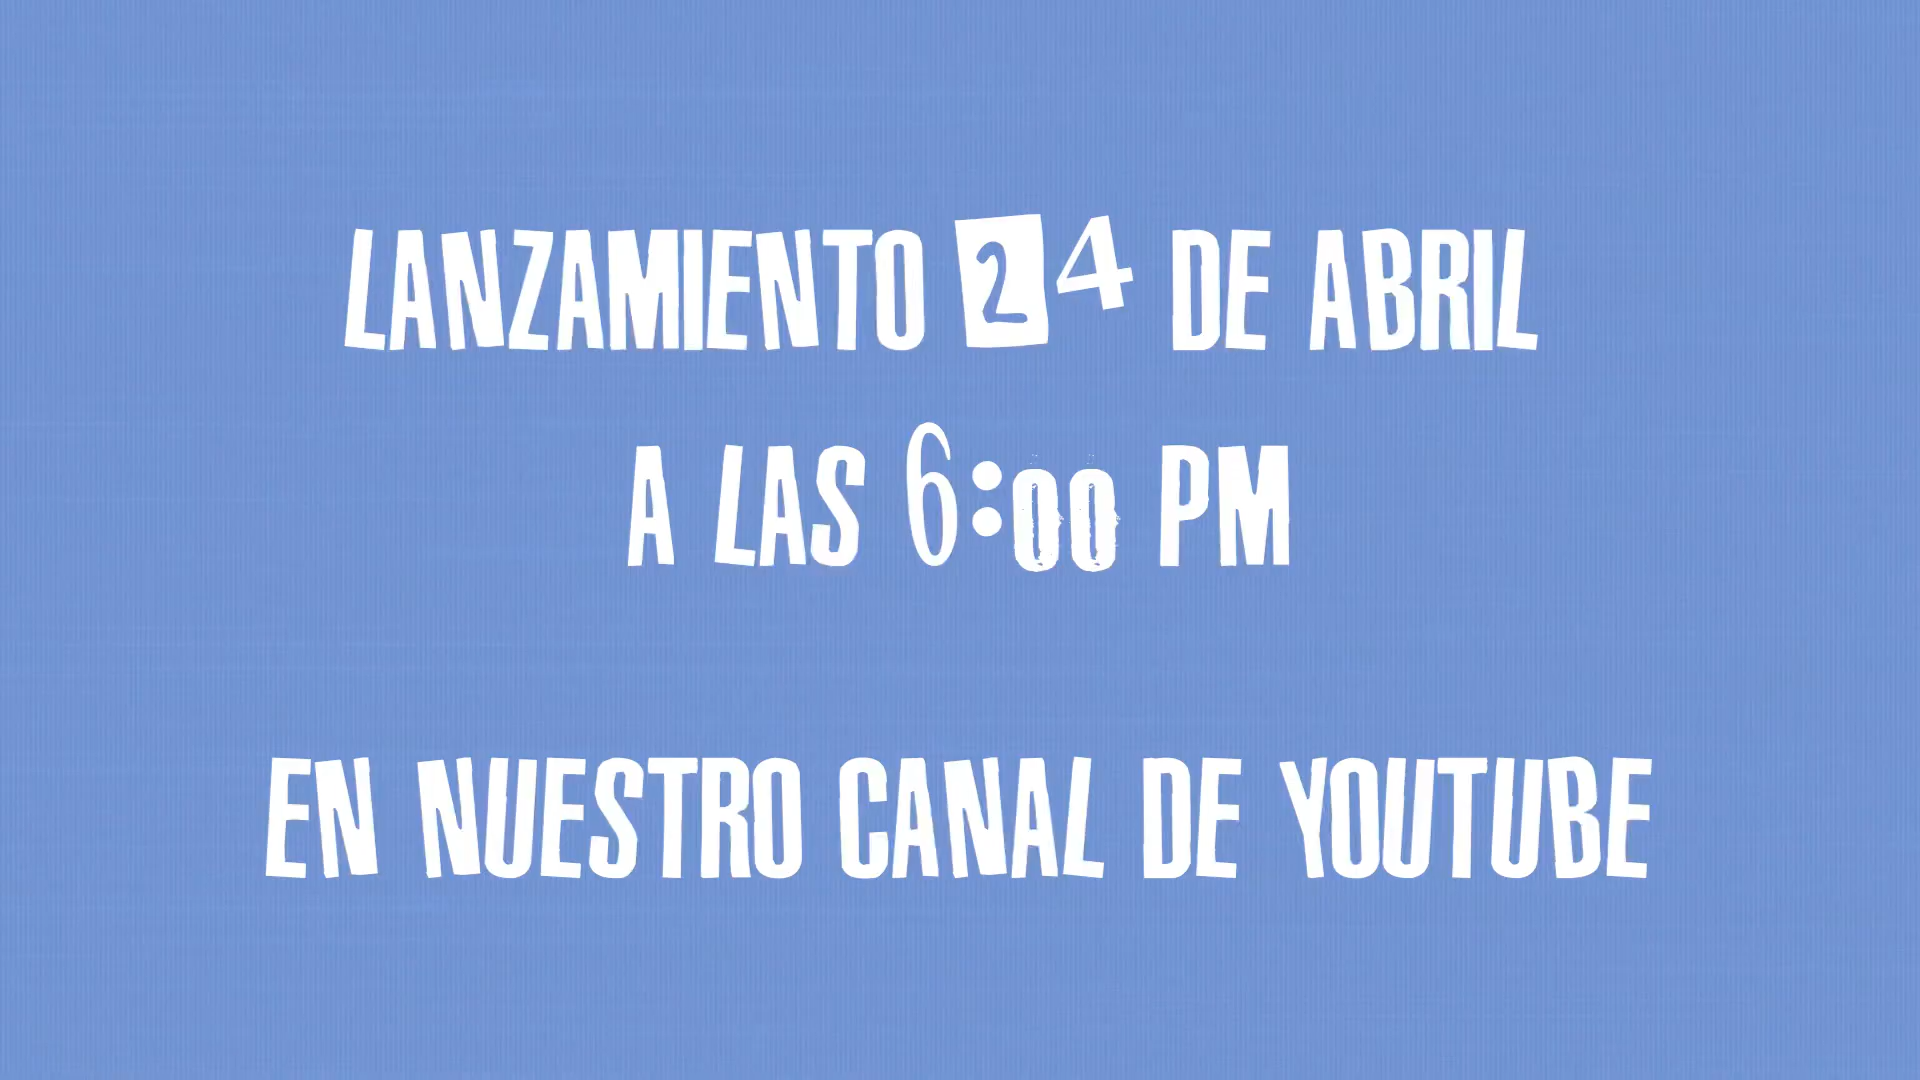 LANZAMIENTO 24 DE ABRIL
A LAS 6:00 PM
EN NUESTRO CANAL DE YOUTUBE